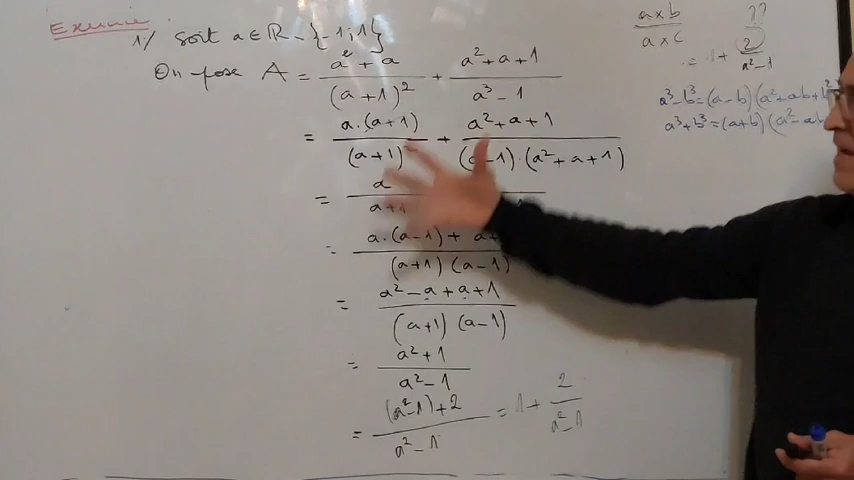 Exercice
1/ soit a ∈ ℝ - {-1; 1}
On pose A = (a² + a)/((a+1)²) + (a² + a + 1)/(a³ - 1)
= (a.(a+1))/((a+1) + (a² + a + 1)/((a-1).(a² + a + 1))
= a/(a+1
= (a.(a-1) + a+)/((a+1)(a-1))
= (a² - a + a + 1)/((a+1)(a-1))
= (a² + 1)/(a² - 1)
= ((a²-1)+2)/(a² - 1) = 1 + 2/(a²-1)
(a×b)/(a×c)
??
= 1 + 2/(a²-1)
a³-b³=(a-b)(a²+ab+b²
a³+b³=(a+b)(a²-ab